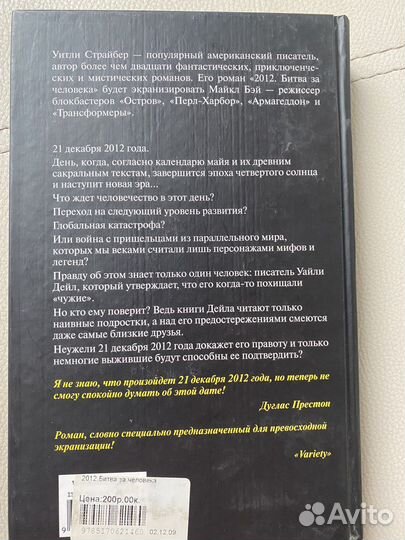 Уитли Страйбер — популярный американский писатель,
автор более чем двадцати фантастических, приключенчес-
ких и мистических романов. Его роман «2012. Битва за
человека» будет экранизировать Майкл Бэй — режиссер
блокбастеров «Остров», «Перл-Харбор», «Армагеддон» и
«Трансформеры».
21 декабря 2012 года.
День, когда, согласно календарю майя и их древним
сакральным текстам, завершится эпоха четвертого солнца
и наступит новая эра...
Что ждет человечество в этот день?
Переход на следующий уровень развития?
Глобальная катастрофа?
Или война с пришельцами из параллельного мира,
которых мы веками считали лишь персонажами мифов и
легенд?
Правду об этом знает только один человек: писатель Уайли
Дейл, который утверждает, что его когда-то похищали
«чужие».
Но кто ему поверит? Ведь книги Дейла читают только
наивные подростки, а над его предостережениями смеются
даже самые близкие друзья.
Неужели 21 декабря 2012 года докажет его правоту и только
немногие выжившие будут способны ее подтвердить?
Я не знаю, что произойдет 21 декабря 2012 года, но теперь не
смогу спокойно думать об этой дате!
Дуглас Престон
Роман, словно специально предназначенный для превосходной
экранизации!
«Variety»
2012.Битва за человека
Цена:200р.00к.
9785170621460 02.12.09
Avito